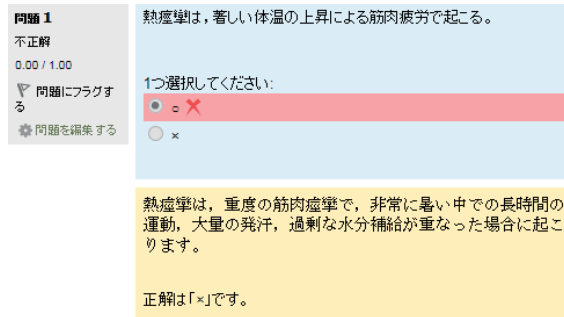 問題 1
不正解
0.00 / 1.00
問題にフラグす
る
問題を編集する
熱痙攣は，著しい体温の上昇による筋肉疲労で起こる。
1つ選択してください:
○
×
熱痙攣は，重度の筋肉痙攣で，非常に暑い中での長時間の
運動，大量の発汗，過剰な水分補給が重なった場合に起こ
ります。
正解は「×」です。